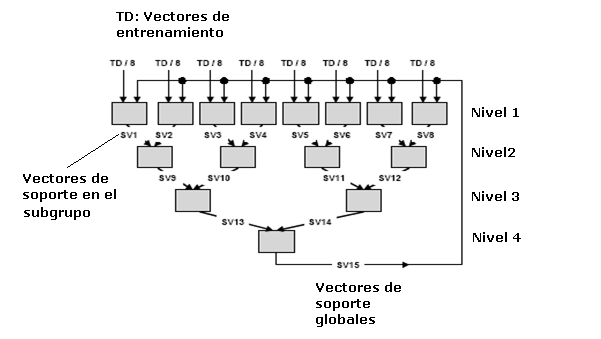 TD: Vectores de
entrenamiento
TD / 8 TD / 8 TD / 8 TD / 8 TD / 8 TD / 8 TD / 8 TD / 8
Nivel 1
SV1 SV2 SV3 SV4 SV5 SV6 SV7 SV8
Nivel2
Vectores de
soporte en el
subgrupo
SV9 SV10 SV11 SV12
Nivel 3
SV13 SV14
Nivel 4
SV15
Vectores de
soporte
globales